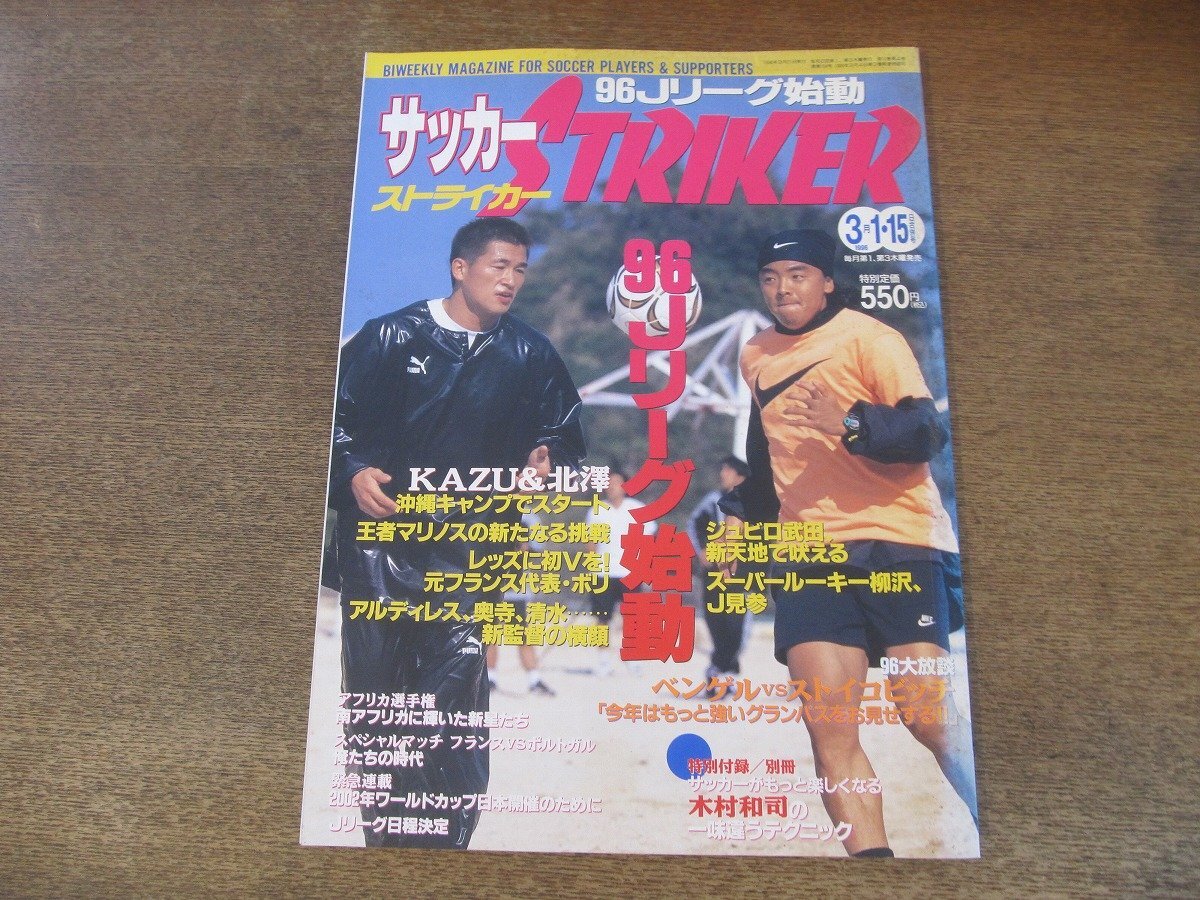 BIWEEKLY MAGAZINE FOR SOCCER PLAYERS & SUPPORTERS
96Jリーグ始動
サッカー
STRIKER
ストライカー
3月1・15日
1996
毎月第1、第3木曜発売
特別定価
550円
(税込)
96Jリーグ始動
PUMA
KAZU&北澤
沖縄キャンプでスタート
王者マリノスの新たなる挑戦
レッズに初Vを!
元フランス代表・ボリ
アルディレス、奥寺、清水……
新監督の横顔
PUMA
ジュビロ武田、
新天地で吠える
スーパールーキー柳沢、
J見参
NIKE
96大放談
ベンゲルvsストイコビッチ
「今年はもっと強いグランパスをお見せする!!」
アフリカ選手権
南アフリカに輝いた新星たち
スペシャルマッチ フランスVSポルトガル
俺たちの時代
緊急連載
2002年ワールドカップ日本開催のために
Jリーグ日程決定
特別付録/別冊
サッカーがもっと楽しくなる
木村和司の
一味違うテクニック